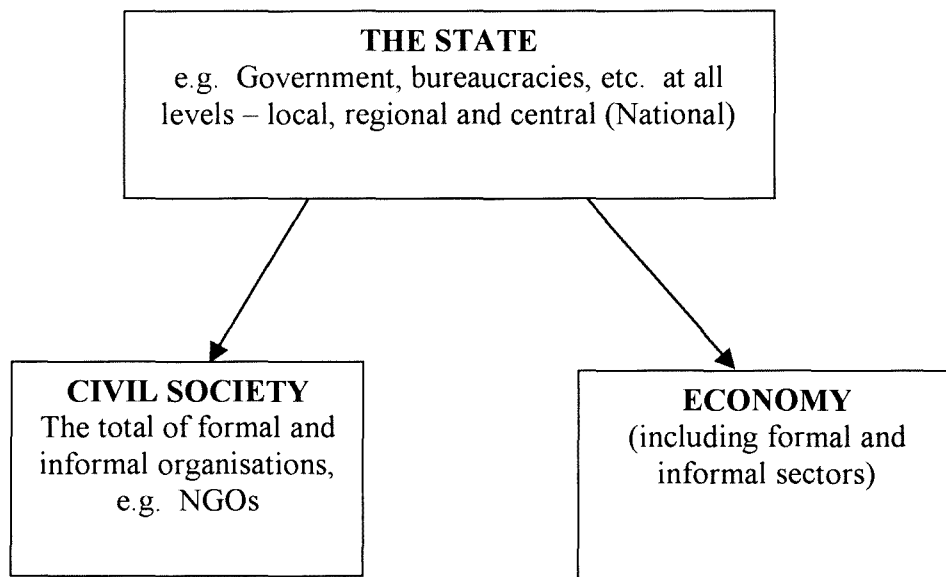 THE STATE
e.g. Government, bureaucracies, etc. at all
levels – local, regional and central (National)
CIVIL SOCIETY
The total of formal and
informal organisations,
e.g. NGOs
ECONOMY
(including formal and
informal sectors)